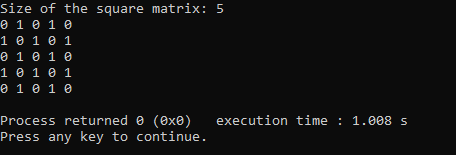 Size of the square matrix: 5
0 1 0 1 0
1 0 1 0 1
0 1 0 1 0
1 0 1 0 1
0 1 0 1 0
Process returned 0 (0x0)   execution time : 1.008 s
Press any key to continue.